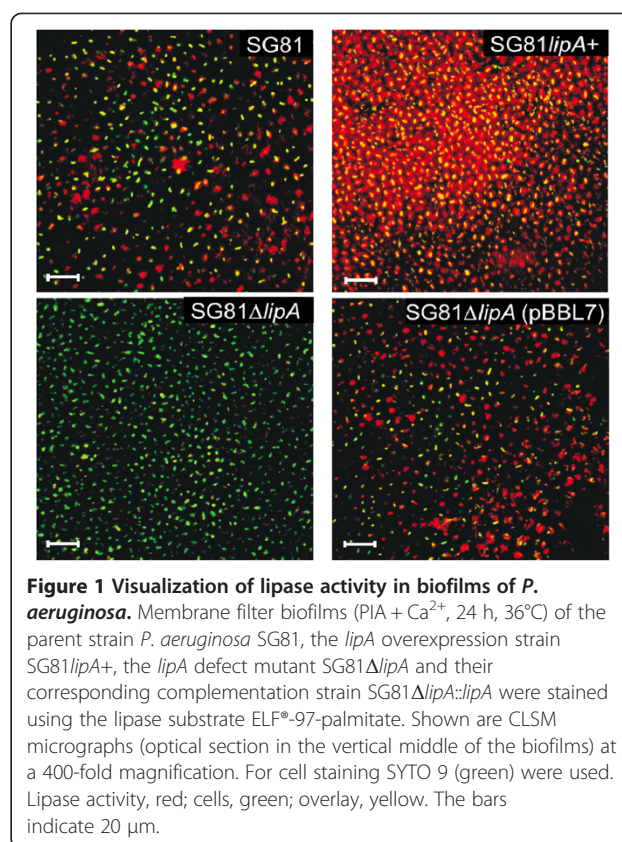 SG81
SG81lipA+
SG81ΔlipA
SG81ΔlipA (pBBL7)
Figure 1 Visualization of lipase activity in biofilms of P.
aeruginosa. Membrane filter biofilms (PIA + Ca²⁺, 24 h, 36°C) of the
parent strain P. aeruginosa SG81, the lipA overexpression strain
SG81lipA+, the lipA defect mutant SG81ΔlipA and their
corresponding complementation strain SG81ΔlipA::lipA were stained
using the lipase substrate ELF®-97-palmitate. Shown are CLSM
micrographs (optical section in the vertical middle of the biofilms) at
a 400-fold magnification. For cell staining SYTO 9 (green) were used.
Lipase activity, red; cells, green; overlay, yellow. The bars
indicate 20 μm.